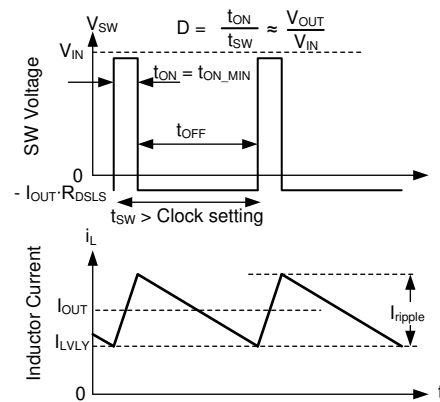 V_SW
D = t_ON / t_SW ≈ V_OUT / V_IN
V_IN
t_ON = t_ON_MIN
SW Voltage
t_OFF
0
- I_OUT·R_DSLS
t_SW > Clock setting
i_L
Inductor Current
I_OUT
I_ripple
I_LVLY
0
t